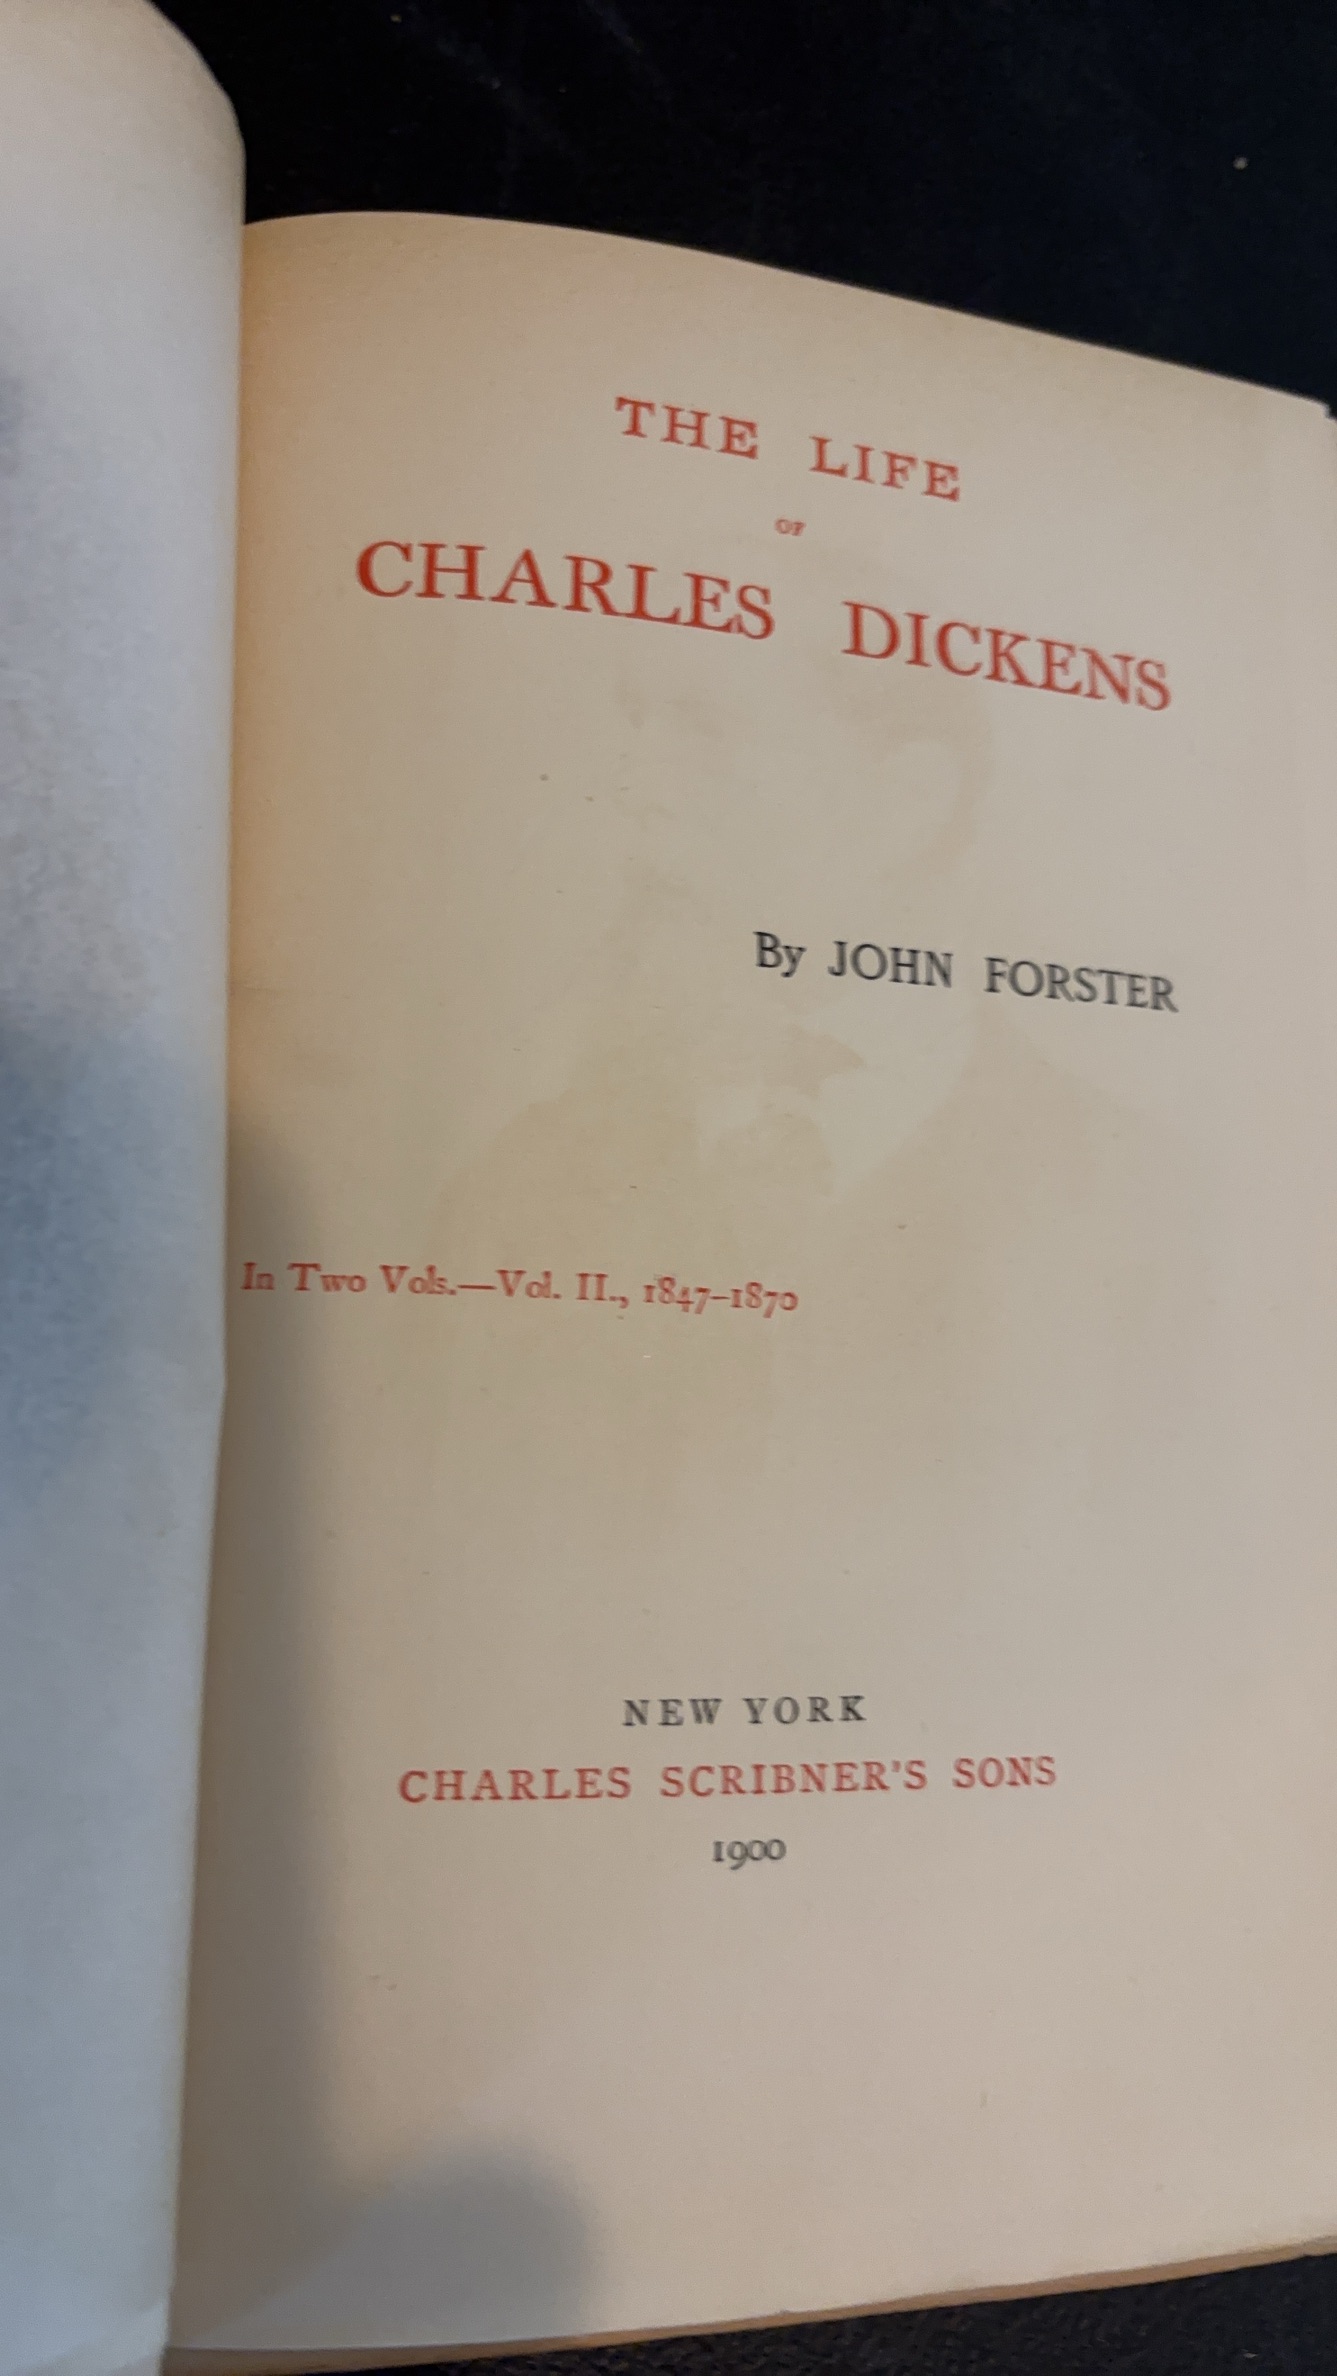 THE LIFE
OF
CHARLES DICKENS
By JOHN FORSTER
In Two Vols.—Vol. II., 1847–1870
NEW YORK
CHARLES SCRIBNER'S SONS
1900